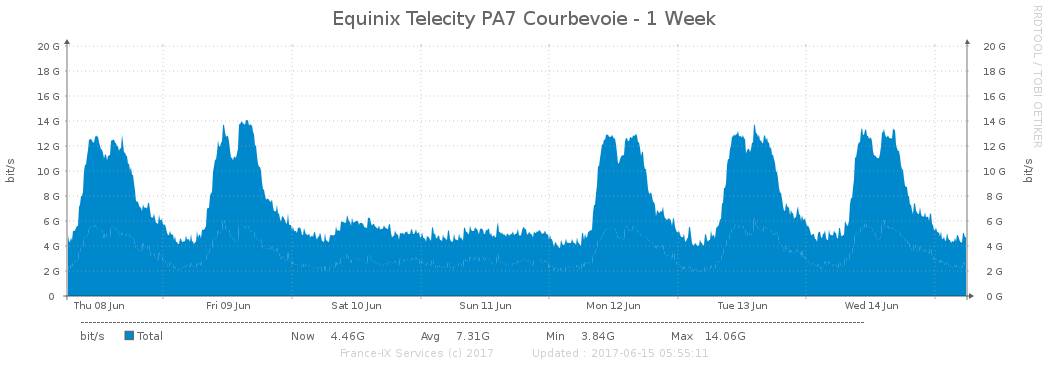 Equinix Telecity PA7 Courbevoie - 1 Week
RRDTOOL / TOBI OETIKER
20 G 20 G
18 G 18 G
16 G 16 G
14 G 14 G
12 G 12 G
10 G 10 G
8 G 8 G
6 G 6 G
4 G 4 G
2 G 2 G
0 0 G
bit/s bit/s
Thu 08 Jun Fri 09 Jun Sat 10 Jun Sun 11 Jun Mon 12 Jun Tue 13 Jun Wed 14 Jun
bit/s Total Now 4.46G Avg 7.31G Min 3.84G Max 14.06G
France-IX Services (c) 2017 Updated : 2017-06-15 05:55:11